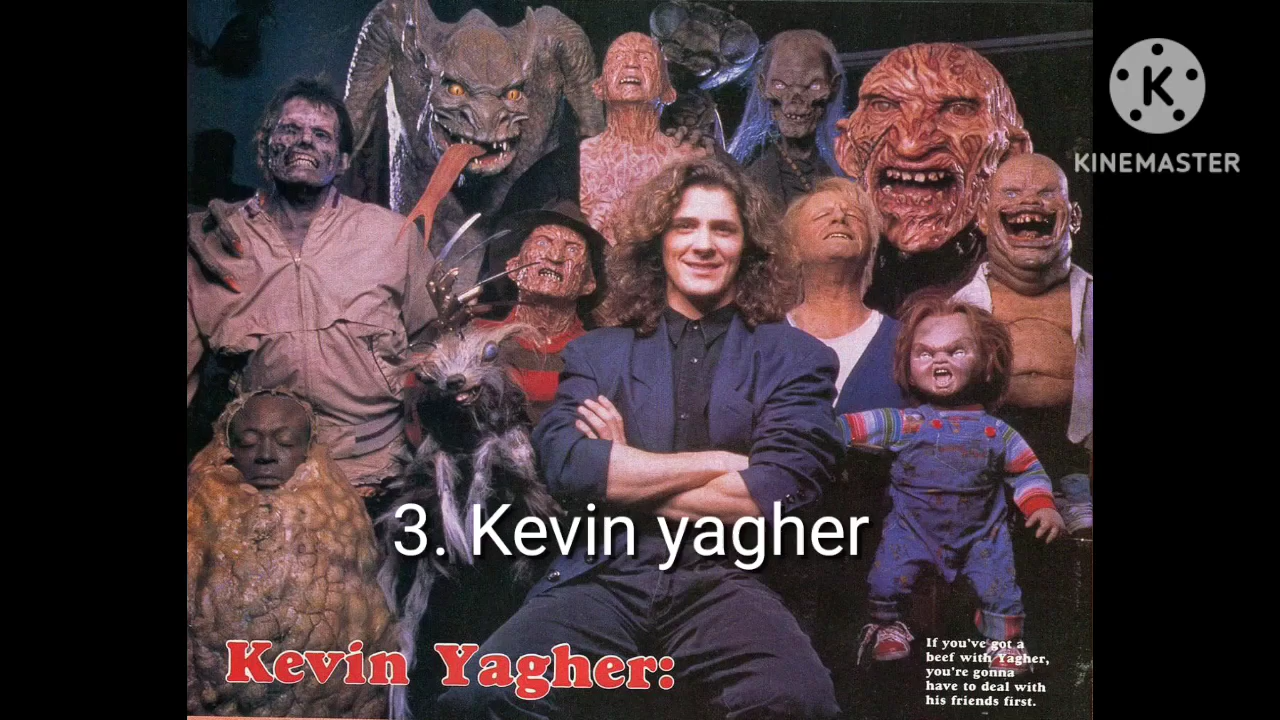 K
KINEMASTER
3. Kevin yagher
Kevin Yagher:
If you've got a
beef with Yagher,
you're gonna
have to deal with
his friends first.